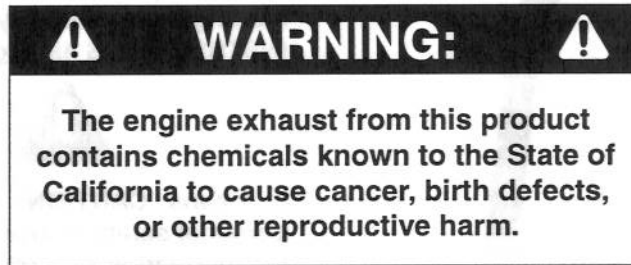 WARNING:
The engine exhaust from this product
contains chemicals known to the State of
California to cause cancer, birth defects,
or other reproductive harm.